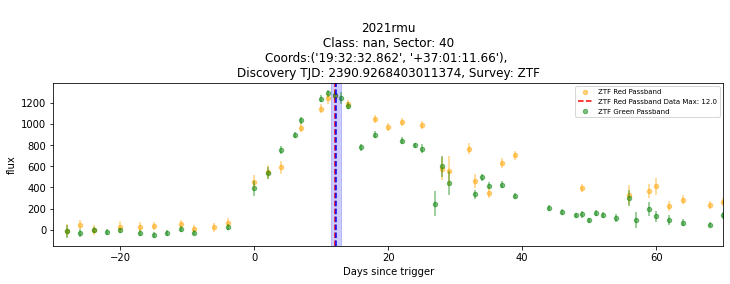 2021rmu
Class: nan, Sector: 40
Coords:('19:32:32.862', '+37:01:11.66'),
Discovery TJD: 2390.9268403011374, Survey: ZTF
ZTF Red Passband
ZTF Red Passband Data Max: 12.0
ZTF Green Passband
1200
1000
800
600
400
200
0
flux
−20
0
20
40
60
Days since trigger